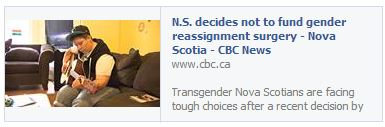 N.S. decides not to fund gender
reassignment surgery - Nova
Scotia - CBC News
www.cbc.ca
Transgender Nova Scotians are facing
tough choices after a recent decision by